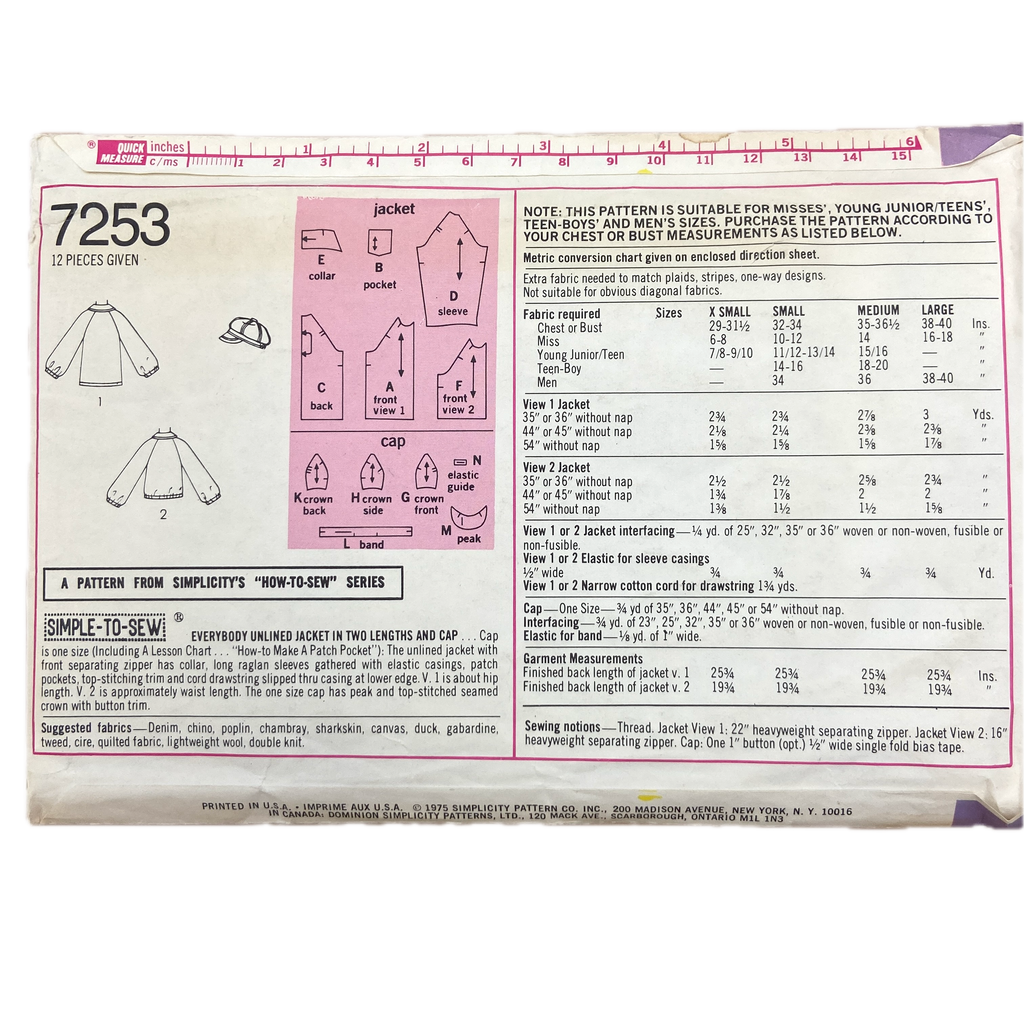 ® QUICK MEASURE inches 1 2 3 4 5 6
c/ms 1 2 3 4 5 6 7 8 9 10 11 12 13 14 15
7253
12 PIECES GIVEN
1
2
jacket
E
collar
B
pocket
D
sleeve
C
back
A
front
view 1
F
front
view 2
cap
K crown
back
H crown
side
G crown
front
N
elastic
guide
M
peak
L band
A PATTERN FROM SIMPLICITY'S "HOW-TO-SEW" SERIES
SIMPLE-TO-SEW ®
EVERYBODY UNLINED JACKET IN TWO LENGTHS AND CAP . . . Cap
is one size (Including A Lesson Chart . . . "How-to Make A Patch Pocket"): The unlined jacket with
front separating zipper has collar, long raglan sleeves gathered with elastic casings, patch
pockets, top-stitching trim and cord drawstring slipped thru casing at lower edge. V. 1 is about hip
length. V. 2 is approximately waist length. The one size cap has peak and top-stitched seamed
crown with button trim.
Suggested fabrics—Denim, chino, poplin, chambray, sharkskin, canvas, duck, gabardine,
tweed, cire, quilted fabric, lightweight wool, double knit.
NOTE: THIS PATTERN IS SUITABLE FOR MISSES', YOUNG JUNIOR/TEENS',
TEEN-BOYS' AND MEN'S SIZES. PURCHASE THE PATTERN ACCORDING TO
YOUR CHEST OR BUST MEASUREMENTS AS LISTED BELOW.
Metric conversion chart given on enclosed direction sheet.
Extra fabric needed to match plaids, stripes, one-way designs.
Not suitable for obvious diagonal fabrics.
Fabric required Sizes X SMALL SMALL MEDIUM LARGE
Chest or Bust 29-31½ 32-34 35-36½ 38-40 Ins.
Miss 6-8 10-12 14 16-18 "
Young Junior/Teen 7/8-9/10 11/12-13/14 15/16 — "
Teen-Boy — 14-16 18-20 — "
Men — 34 36 38-40 "
View 1 Jacket
35" or 36" without nap 2¾ 2¾ 2⅞ 3 Yds.
44" or 45" without nap 2⅛ 2¼ 2⅜ 2⅜ "
54" without nap 1⅝ 1⅝ 1⅝ 1⅞ "
View 2 Jacket
35" or 36" without nap 2½ 2½ 2⅝ 2¾ "
44" or 45" without nap 1¾ 1⅞ 2 2 "
54" without nap 1⅜ 1½ 1½ 1⅝ "
View 1 or 2 Jacket interfacing—¼ yd. of 25", 32", 35" or 36" woven or non-woven, fusible or
non-fusible.
View 1 or 2 Elastic for sleeve casings
½" wide ¾ ¾ ¾ ¾ Yd.
View 1 or 2 Narrow cotton cord for drawstring 1¾ yds.
Cap—One Size—¾ yd of 35", 36", 44", 45" or 54" without nap.
Interfacing—¾ yd. of 23", 25", 32", 35" or 36" woven or non-woven, fusible or non-fusible.
Elastic for band—⅛ yd. of 1" wide.
Garment Measurements
Finished back length of jacket v. 1 25¾ 25¾ 25¾ 25¾ Ins.
Finished back length of jacket v. 2 19¾ 19¾ 19¾ 19¾ "
Sewing notions—Thread. Jacket View 1: 22" heavyweight separating zipper. Jacket View 2: 16"
heavyweight separating zipper. Cap: One 1" button (opt.) ½" wide single fold bias tape.
PRINTED IN U.S.A. • IMPRIME AUX U.S.A. © 1975 SIMPLICITY PATTERN CO. INC., 200 MADISON AVENUE, NEW YORK, N. Y. 10016
IN CANADA: DOMINION SIMPLICITY PATTERNS, LTD., 120 MACK AVE., SCARBOROUGH, ONTARIO M1L 1N3